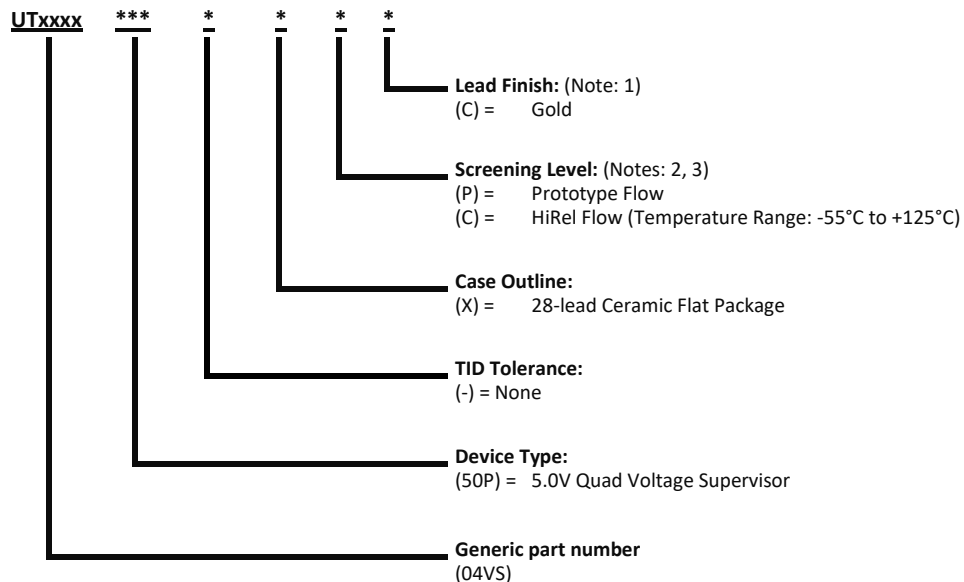 UTxxxx *** * * * *
Lead Finish: (Note: 1)
(C) = Gold
Screening Level: (Notes: 2, 3)
(P) = Prototype Flow
(C) = HiRel Flow (Temperature Range: -55°C to +125°C)
Case Outline:
(X) = 28-lead Ceramic Flat Package
TID Tolerance:
(-) = None
Device Type:
(50P) = 5.0V Quad Voltage Supervisor
Generic part number
(04VS)